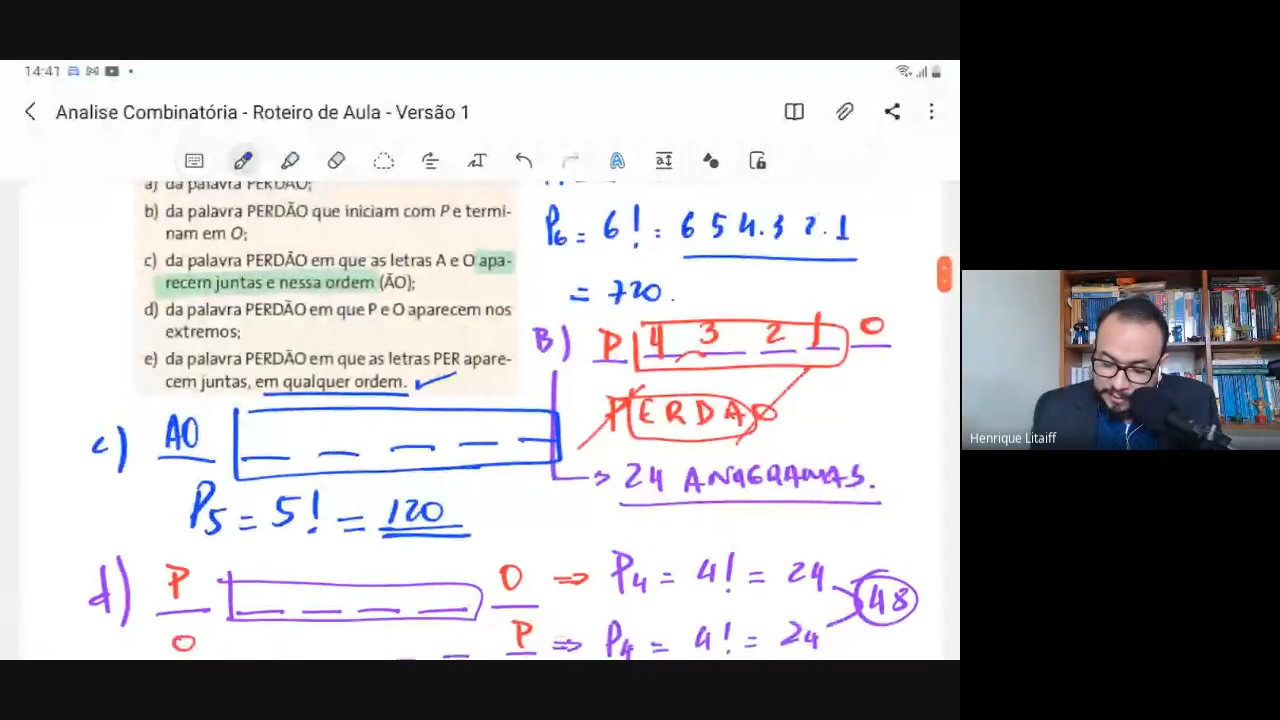 14:41
Analise Combinatória - Roteiro de Aula - Versão 1
a) da palavra PERDÃO;
b) da palavra PERDÃO que iniciam com P e termi-
nam em O;
c) da palavra PERDÃO em que as letras A e O apa-
recem juntas e nessa ordem (ÃO);
d) da palavra PERDÃO em que P e O aparecem nos
extremos;
e) da palavra PERDÃO em que as letras PER apare-
cem juntas, em qualquer ordem.
P6 = 6! = 6 5 4.3 2.1
= 720.
B) P 4 3 2 1 O
PERDAO
→ 24 ANAGRAMAS.
c) AO
P5 = 5! = 120
d) P O ⇒ P4 = 4! = 24
48
O P ⇒ P4 = 4! = 24
Henrique Litaiff